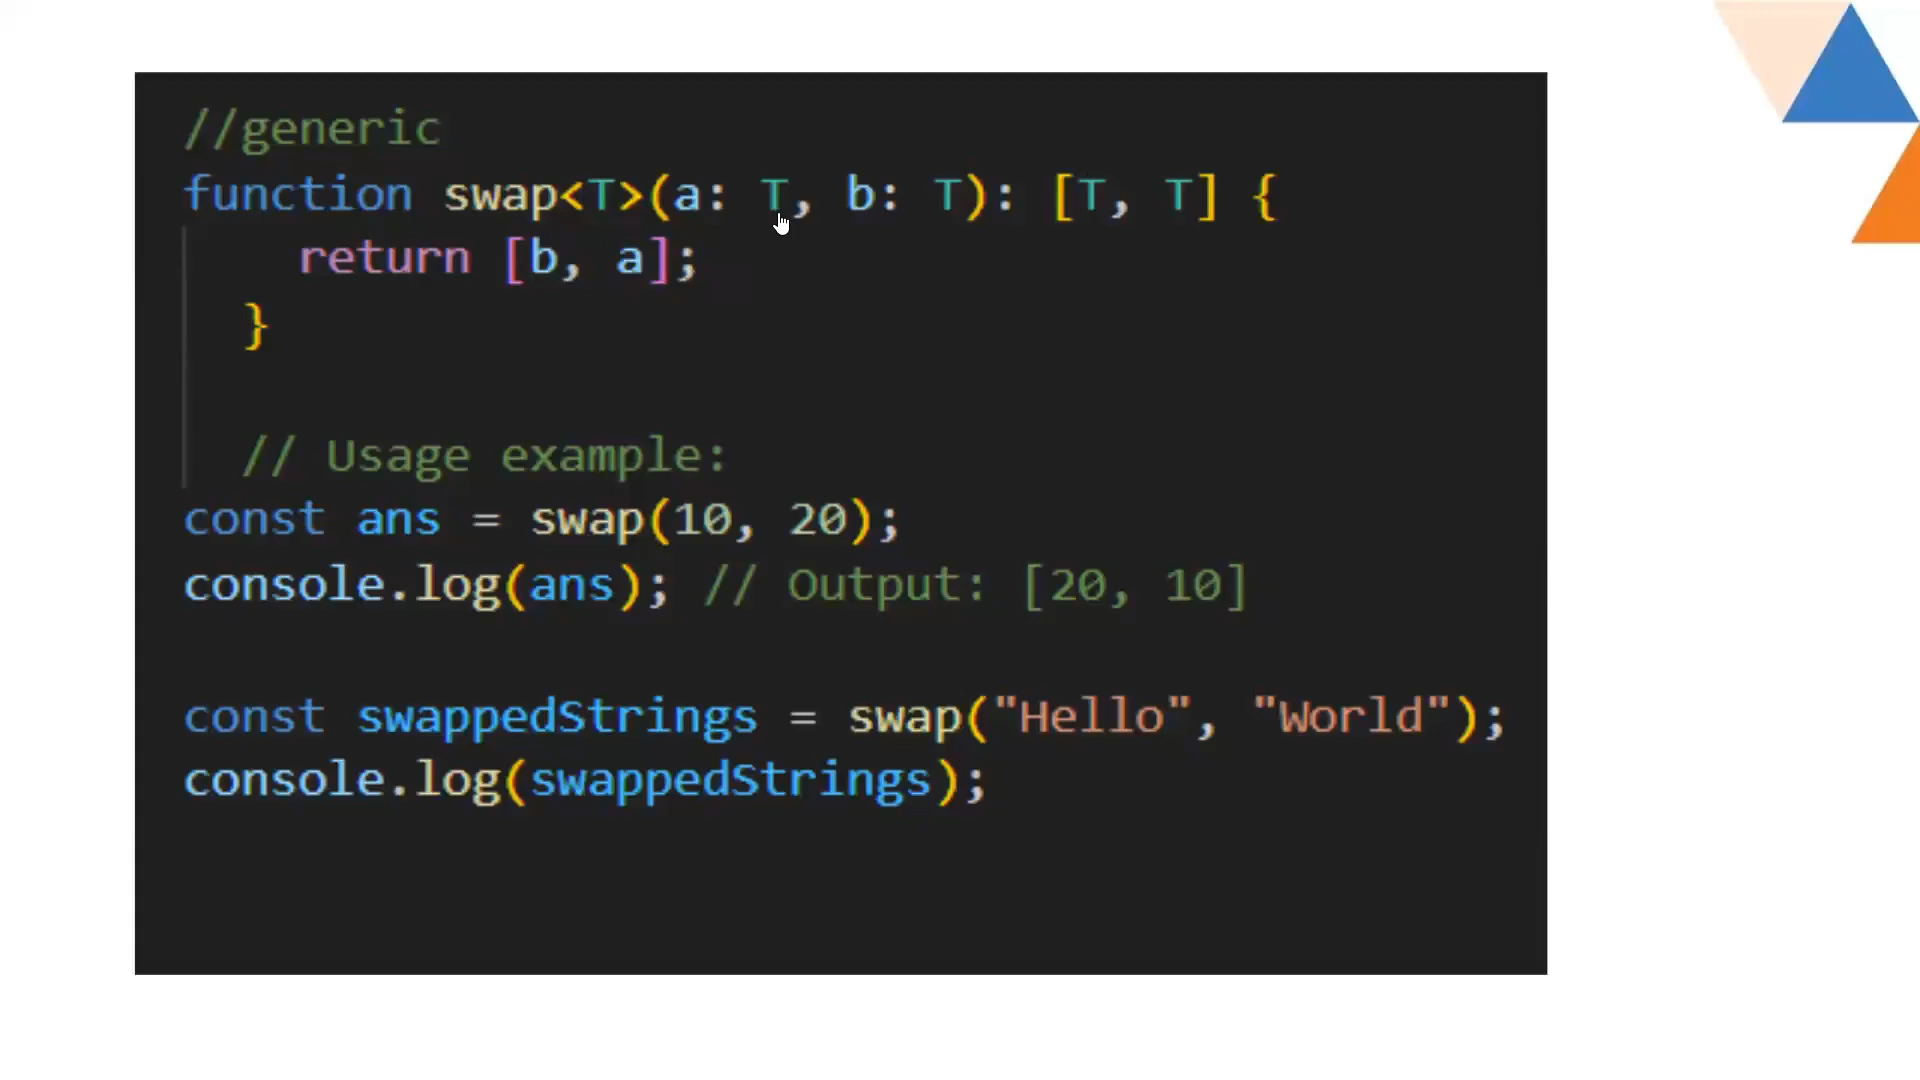 //generic
function swap<T>(a: T, b: T): [T, T] {
return [b, a];
}
// Usage example:
const ans = swap(10, 20);
console.log(ans); // Output: [20, 10]
const swappedStrings = swap("Hello", "World");
console.log(swappedStrings);